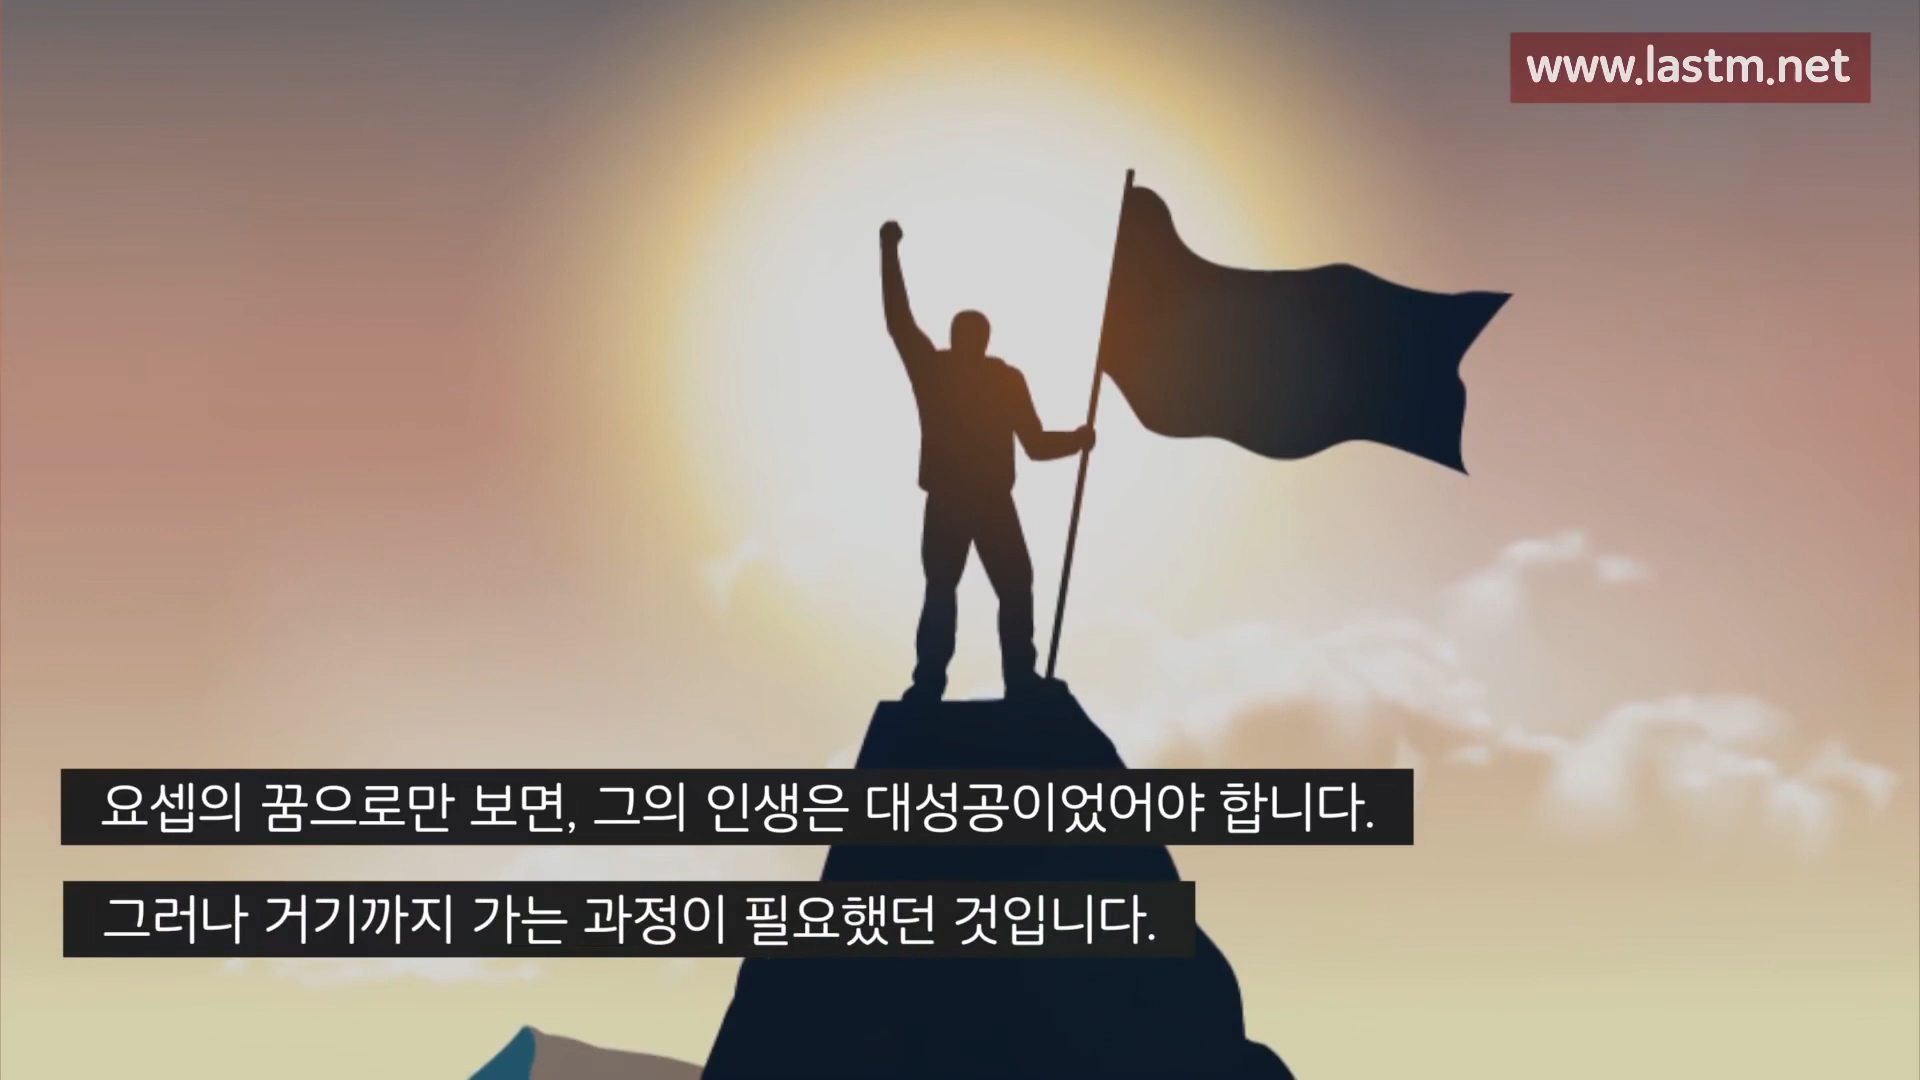 www.lastm.net
요셉의 꿈으로만 보면, 그의 인생은 대성공이었어야 합니다.
그러나 거기까지 가는 과정이 필요했던 것입니다.